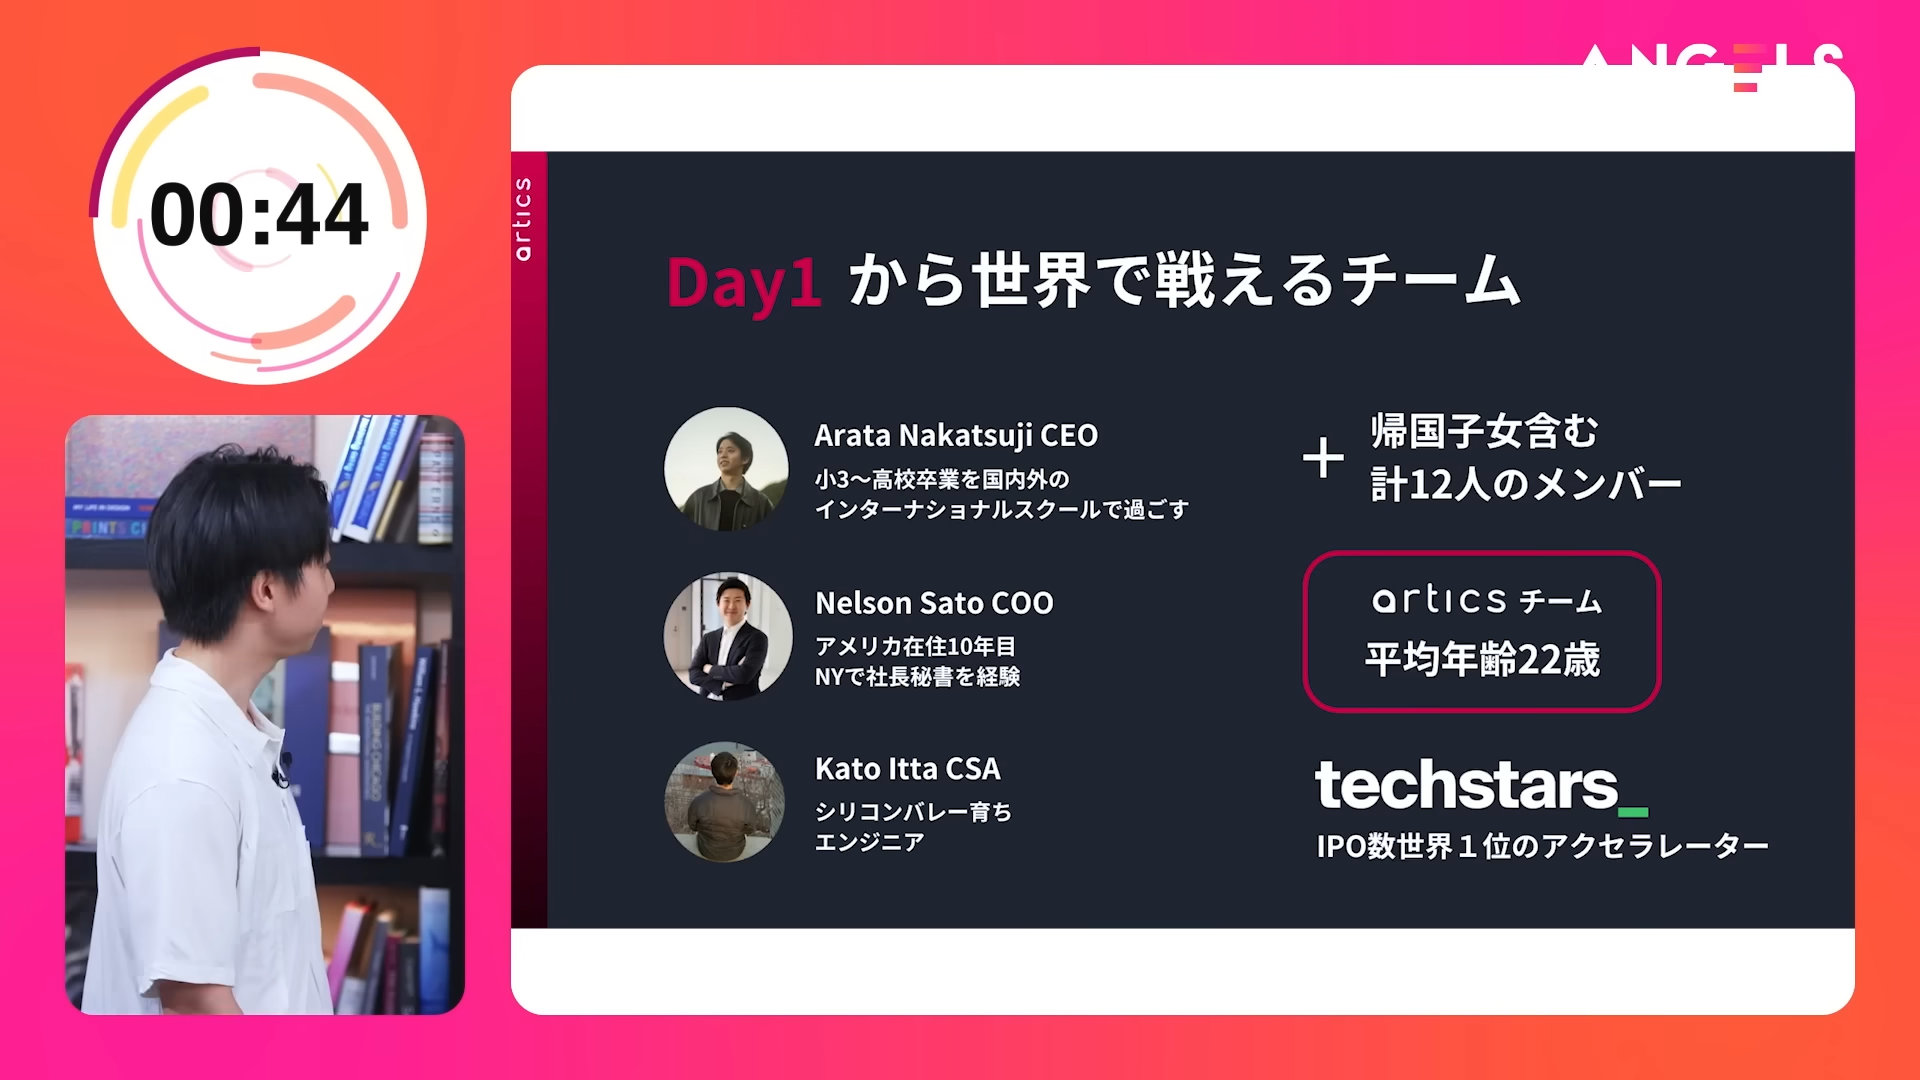 ANGELS
00:44
artics
Day1 から世界で戦えるチーム
Arata Nakatsuji CEO
小3〜高校卒業を国内外の
インターナショナルスクールで過ごす
Nelson Sato COO
アメリカ在住10年目
NYで社長秘書を経験
Kato Itta CSA
シリコンバレー育ち
エンジニア
+ 帰国子女含む
計12人のメンバー
artics チーム
平均年齢22歳
techstars_
IPO数世界１位のアクセラレーター
MY LIFE IN DESIGN